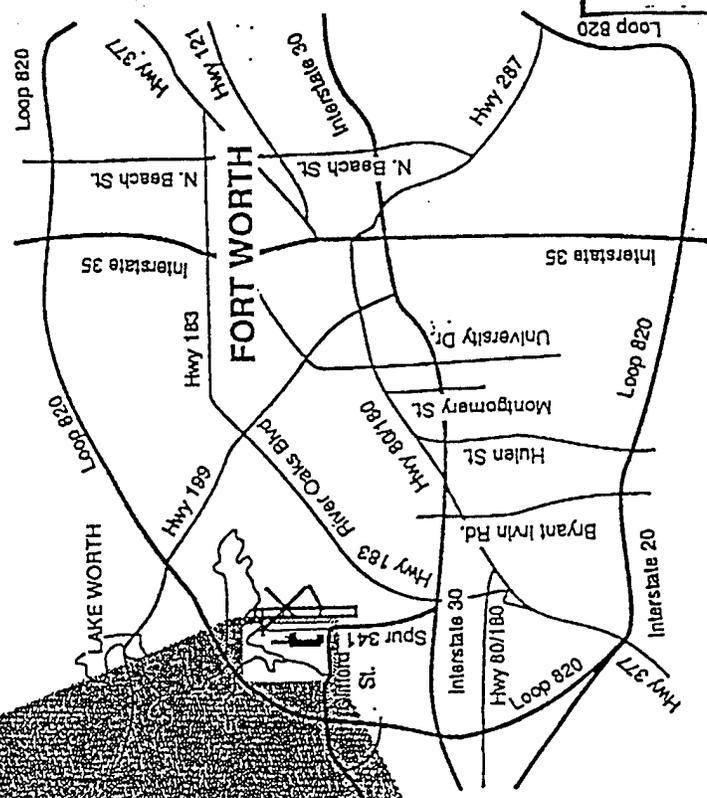 Loop 820
Loop 820
Hwy 377
Hwy 121
Interstate 30
Hwy 287
N. Beach St.
N. Beach St.
FORT WORTH
Interstate 35
Interstate 35
Hwy 183
University Dr.
Loop 820
Montgomery St.
Loop 820
Hwy 80/180
Hulen St.
River Oaks Blvd
Hwy 199
Bryant Irvin Rd.
LAKE WORTH
Hwy 183
Interstate 20
Spur 341
Interstate 30
Hwy 80/180
St.
Loop 820
Hwy 377